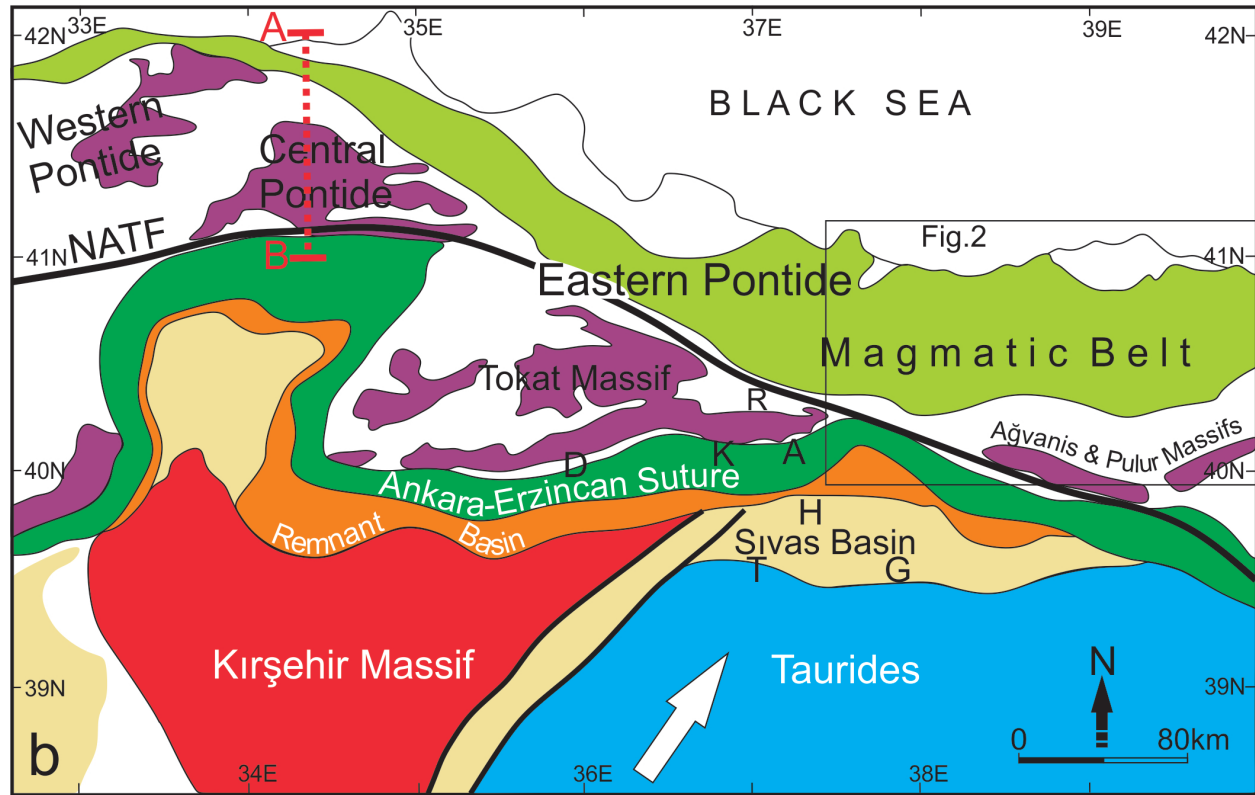 33E
35E
37E
39E
42N
A
42N
BLACK SEA
Western
Pontide
Central
Pontide
NATF
41N
B
Fig.2
41N
Eastern Pontide
Magmatic Belt
Tokat Massif
R
Ağvanis & Pulur Massifs
40N
D
K
A
40N
Ankara-Erzincan Suture
Remnant
Basin
H
Sıvas Basin
T
G
Kırşehir Massif
Taurides
N
39N
39N
0
80km
b
34E
36E
38E